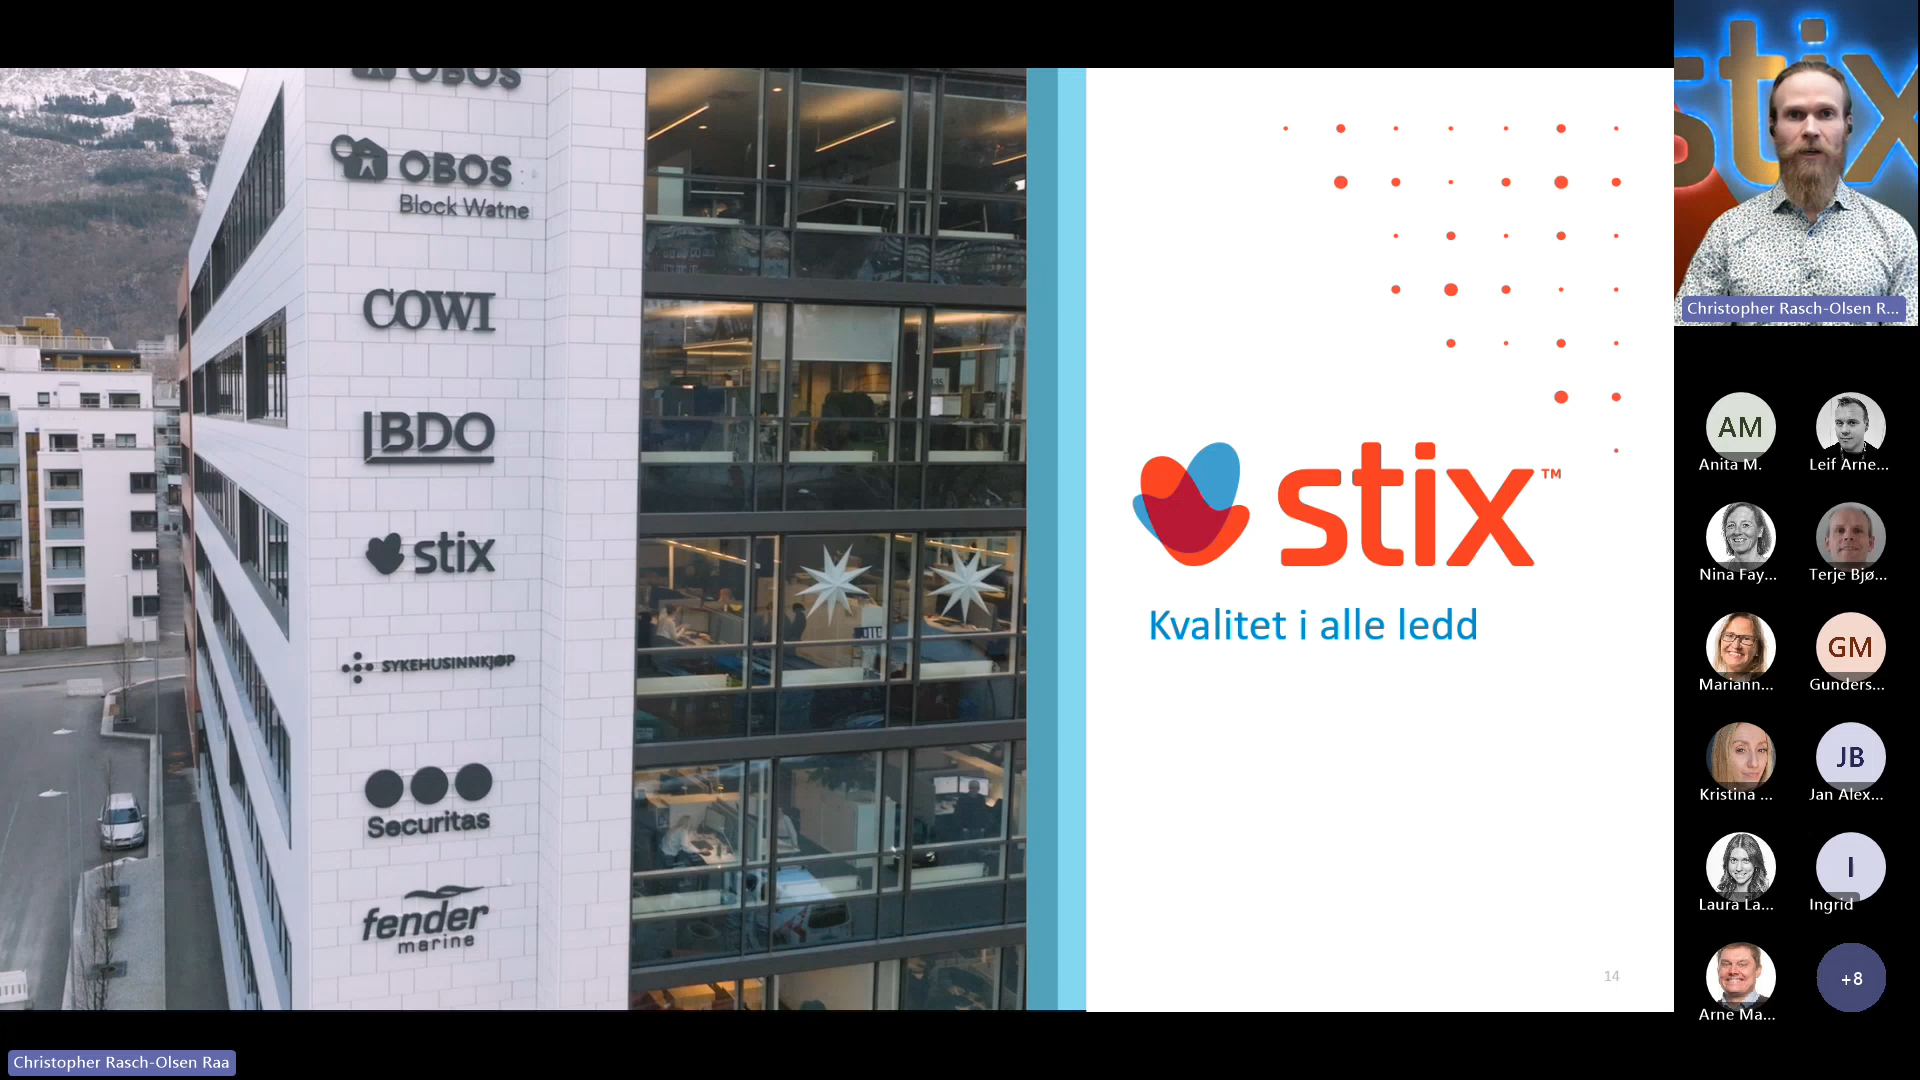 OBOS
OBOS
Block Watne
COWI
BDO
stix
SYKEHUSINNKJØP
Securitas
fender
marine
stix™
Kvalitet i alle ledd
14
stix
Christopher Rasch-Olsen R...
AM
Anita M.
Leif Arne...
Nina Fay...
Terje Bjø...
Mariann...
GM
Gunders...
Kristina ...
JB
Jan Alex...
Laura La...
I
Ingrid
Arne Ma...
+8
Christopher Rasch-Olsen Raa